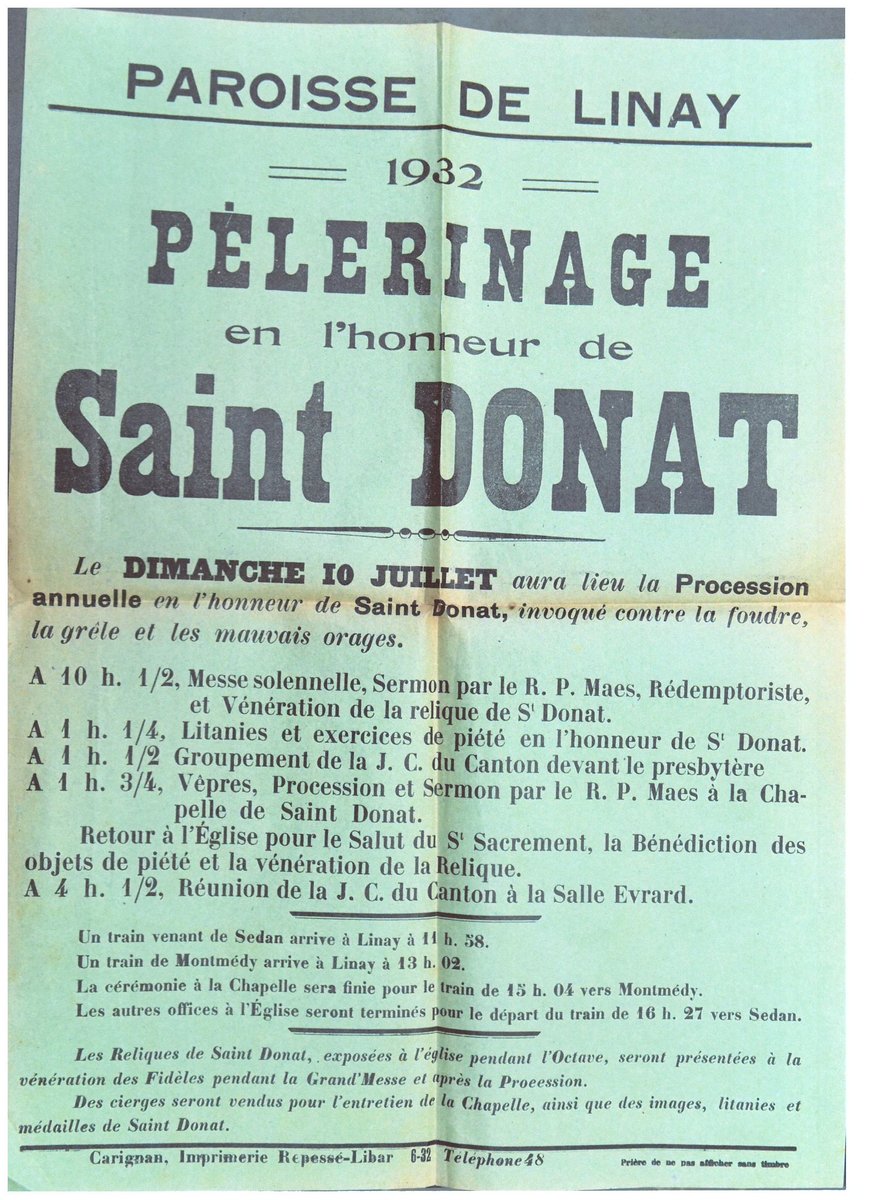 PAROISSE DE LINAY
1932
PÈLERINAGE
en l'honneur de
Saint DONAT
Le DIMANCHE 10 JUILLET aura lieu la Procession
annuelle en l'honneur de Saint Donat, invoqué contre la foudre,
la grêle et les mauvais orages.
A 10 h. 1/2, Messe solennelle, Sermon par le R. P. Maes, Rédemptoriste,
et Vénération de la relique de St Donat.
A 1 h. 1/4, Litanies et exercices de piété en l'honneur de St Donat.
A 1 h. 1/2 Groupement de la J. C. du Canton devant le presbytère
A 1 h. 3/4, Vêpres, Procession et Sermon par le R. P. Maes à la Cha-
pelle de Saint Donat.
Retour à l'Église pour le Salut du St Sacrement, la Bénédiction des
objets de piété et la vénération de la Relique.
A 4 h. 1/2, Réunion de la J. C. du Canton à la Salle Evrard.
Un train venant de Sedan arrive à Linay à 11 h. 58.
Un train de Montmédy arrive à Linay à 13 h. 02.
La cérémonie à la Chapelle sera finie pour le train de 15 h. 04 vers Montmédy.
Les autres offices à l'Église seront terminés pour le départ du train de 16 h. 27 vers Sedan.
Les Reliques de Saint Donat, exposées à l'église pendant l'Octave, seront présentées à la
vénération des Fidèles pendant la Grand'Messe et après la Procession.
Des cierges seront vendus pour l'entretien de la Chapelle, ainsi que des images, litanies et
médailles de Saint Donat.
Carignan, Imprimerie Repessé-Libar 6-32 Téléphone 48
Prière de ne pas afficher sans timbre